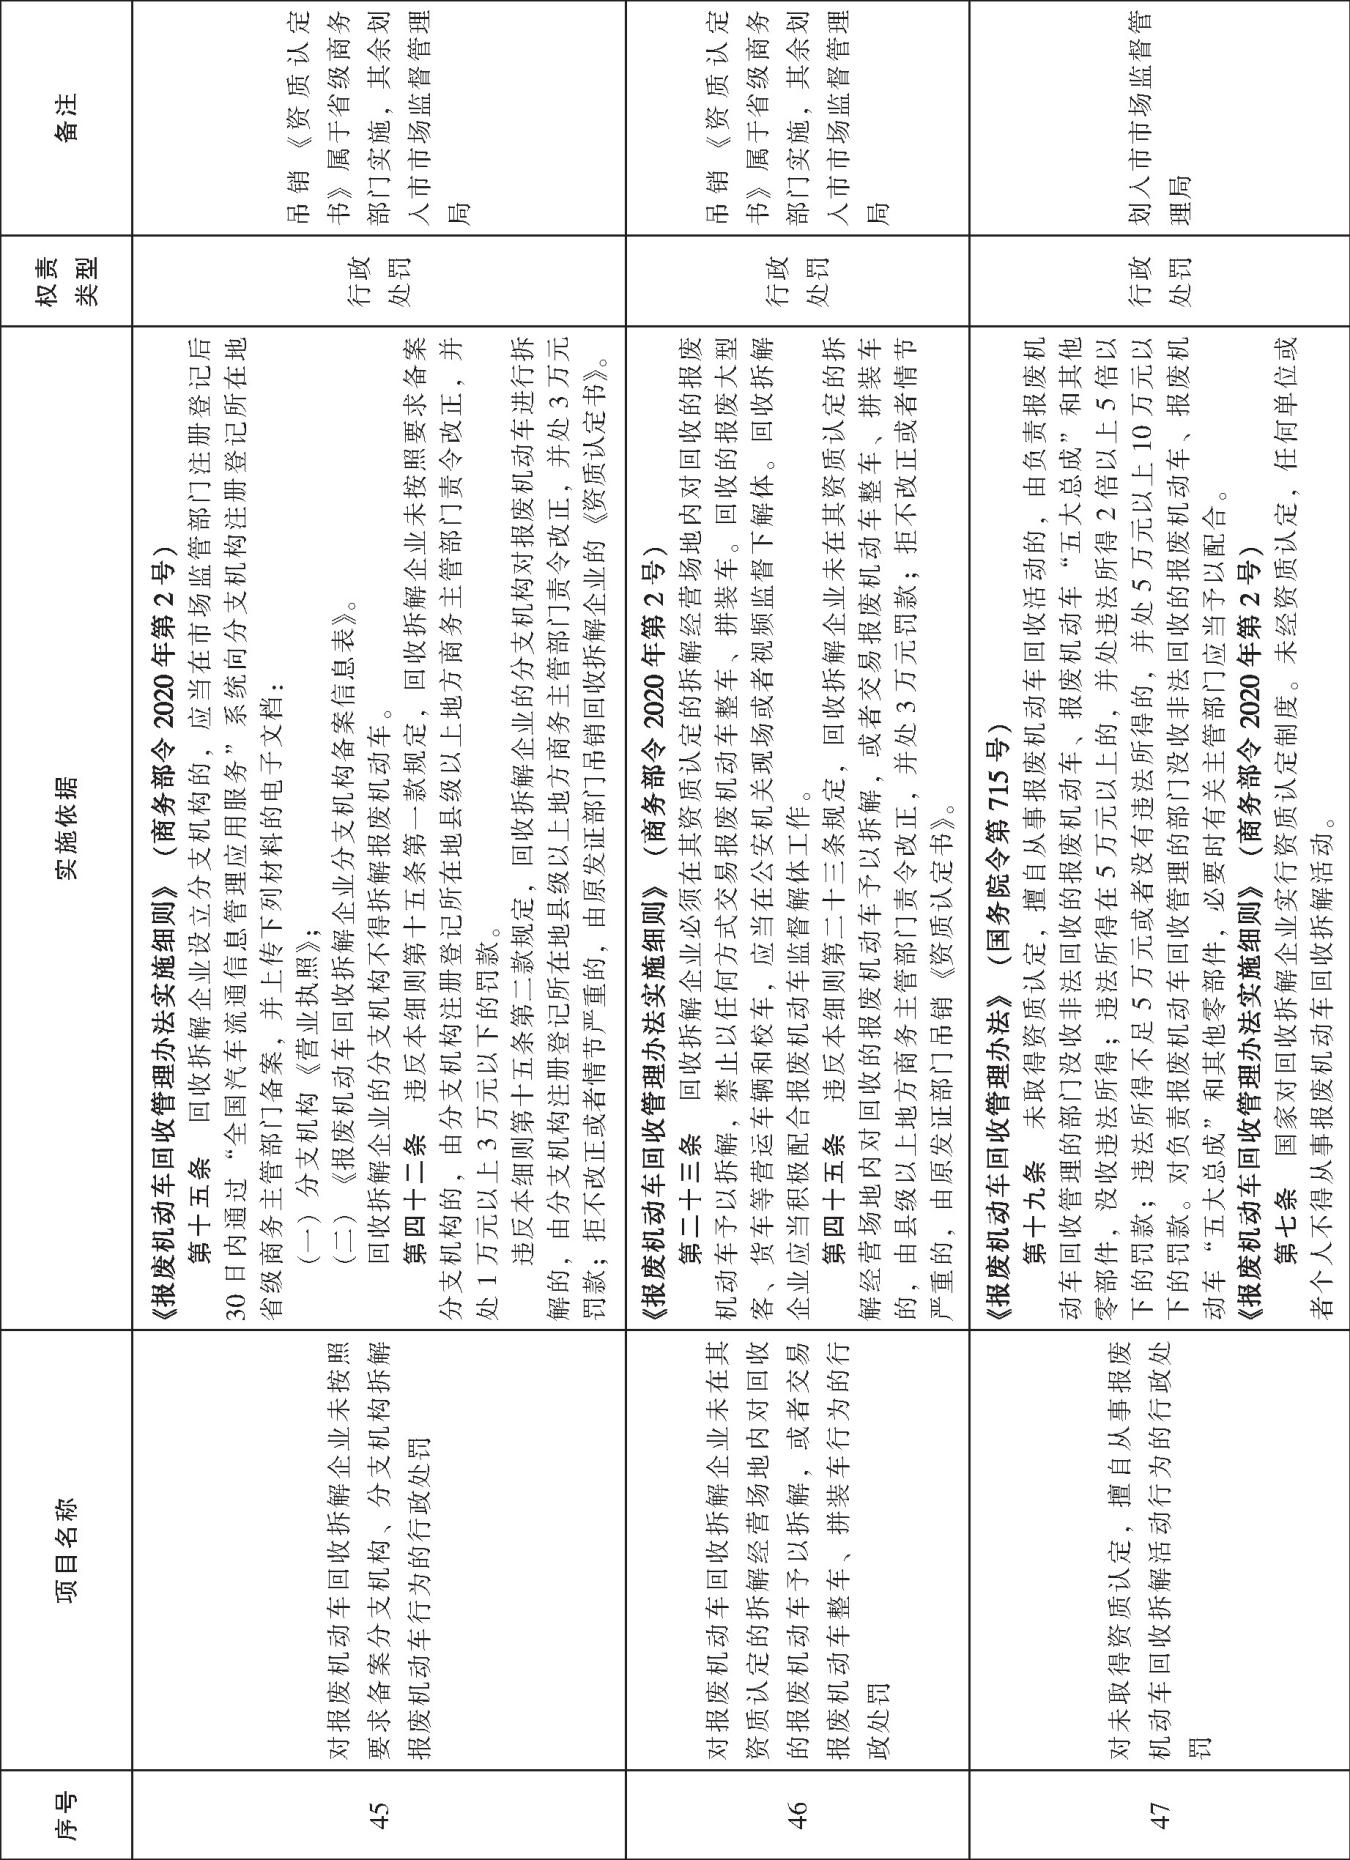 序号
项目名称
实施依据
权责
类型
备注
45
对报废机动车回收拆解企业未按照
要求备案分支机构、分支机构拆解
报废机动车行为的行政处罚
《报废机动车回收管理办法实施细则》（商务部令2020年第2号）
第十五条　回收拆解企业设立分支机构的，应当在市场监管部门注册登记后
30日内通过“全国汽车流通信息管理应用服务”系统向分支机构注册登记所在地
省级商务主管部门备案，并上传下列材料的电子文档：
（一）分支机构《营业执照》；
（二）《报废机动车回收拆解企业分支机构备案信息表》。
回收拆解企业的分支机构不得拆解报废机动车。
第四十二条　违反本细则第十五条第一款规定，回收拆解企业未按照要求备案
分支机构的，由分支机构注册登记所在地县级以上地方商务主管部门责令改正，并
处1万元以上3万元以下的罚款。
违反本细则第十五条第二款规定，回收拆解企业的分支机构对报废机动车进行拆
解的，由分支机构注册登记所在地县级以上地方商务主管部门责令改正，并处3万元
罚款；拒不改正或者情节严重的，由原发证部门吊销回收拆解企业的《资质认定书》。
行政
处罚
吊销《资质认定
书》属于省级商务
部门实施，其余划
入市市场监督管理
局
46
对报废机动车回收拆解企业未在其
资质认定的拆解经营场地内对回收
的报废机动车予以拆解，或者交易
报废机动车整车、拼装车行为的行
政处罚
《报废机动车回收管理办法实施细则》（商务部令2020年第2号）
第二十三条　回收拆解企业必须在其资质认定的拆解经营场地内对回收的报废
机动车予以拆解，禁止以任何方式交易报废机动车整车、拼装车。回收的报废大型
客、货车等营运车辆和校车，应当在公安机关现场或者视频监督下解体。回收拆解
企业应当积极配合报废机动车监督解体工作。
第四十五条　违反本细则第二十三条规定，回收拆解企业未在其资质认定的拆
解经营场地内对回收的报废机动车予以拆解，或者交易报废机动车整车、拼装车
的，由县级以上地方商务主管部门责令改正，并处3万元罚款；拒不改正或者情节
严重的，由原发证部门吊销《资质认定书》。
行政
处罚
吊销《资质认定
书》属于省级商务
部门实施，其余划
入市市场监督管理
局
47
对未取得资质认定，擅自从事报废
机动车回收拆解活动行为的行政处
罚
《报废机动车回收管理办法》（国务院令第715号）
第十九条　未取得资质认定，擅自从事报废机动车回收活动的，由负责报废机
动车回收管理的部门没收非法回收的报废机动车、报废机动车“五大总成”和其他
零部件，没收违法所得；违法所得在5万元以上的，并处违法所得2倍以上5倍以
下的罚款；违法所得不足5万元或者没有违法所得的，并处5万元以上10万元以
下的罚款。对负责报废机动车回收管理的部门没收非法回收的报废机动车、报废机
动车“五大总成”和其他零部件，必要时有关主管部门应当予以配合。
《报废机动车回收管理办法实施细则》（商务部令2020年第2号）
第七条　国家对回收拆解企业实行资质认定制度。未经资质认定，任何单位或
者个人不得从事报废机动车回收拆解活动。
行政
处罚
划入市市场监督管
理局